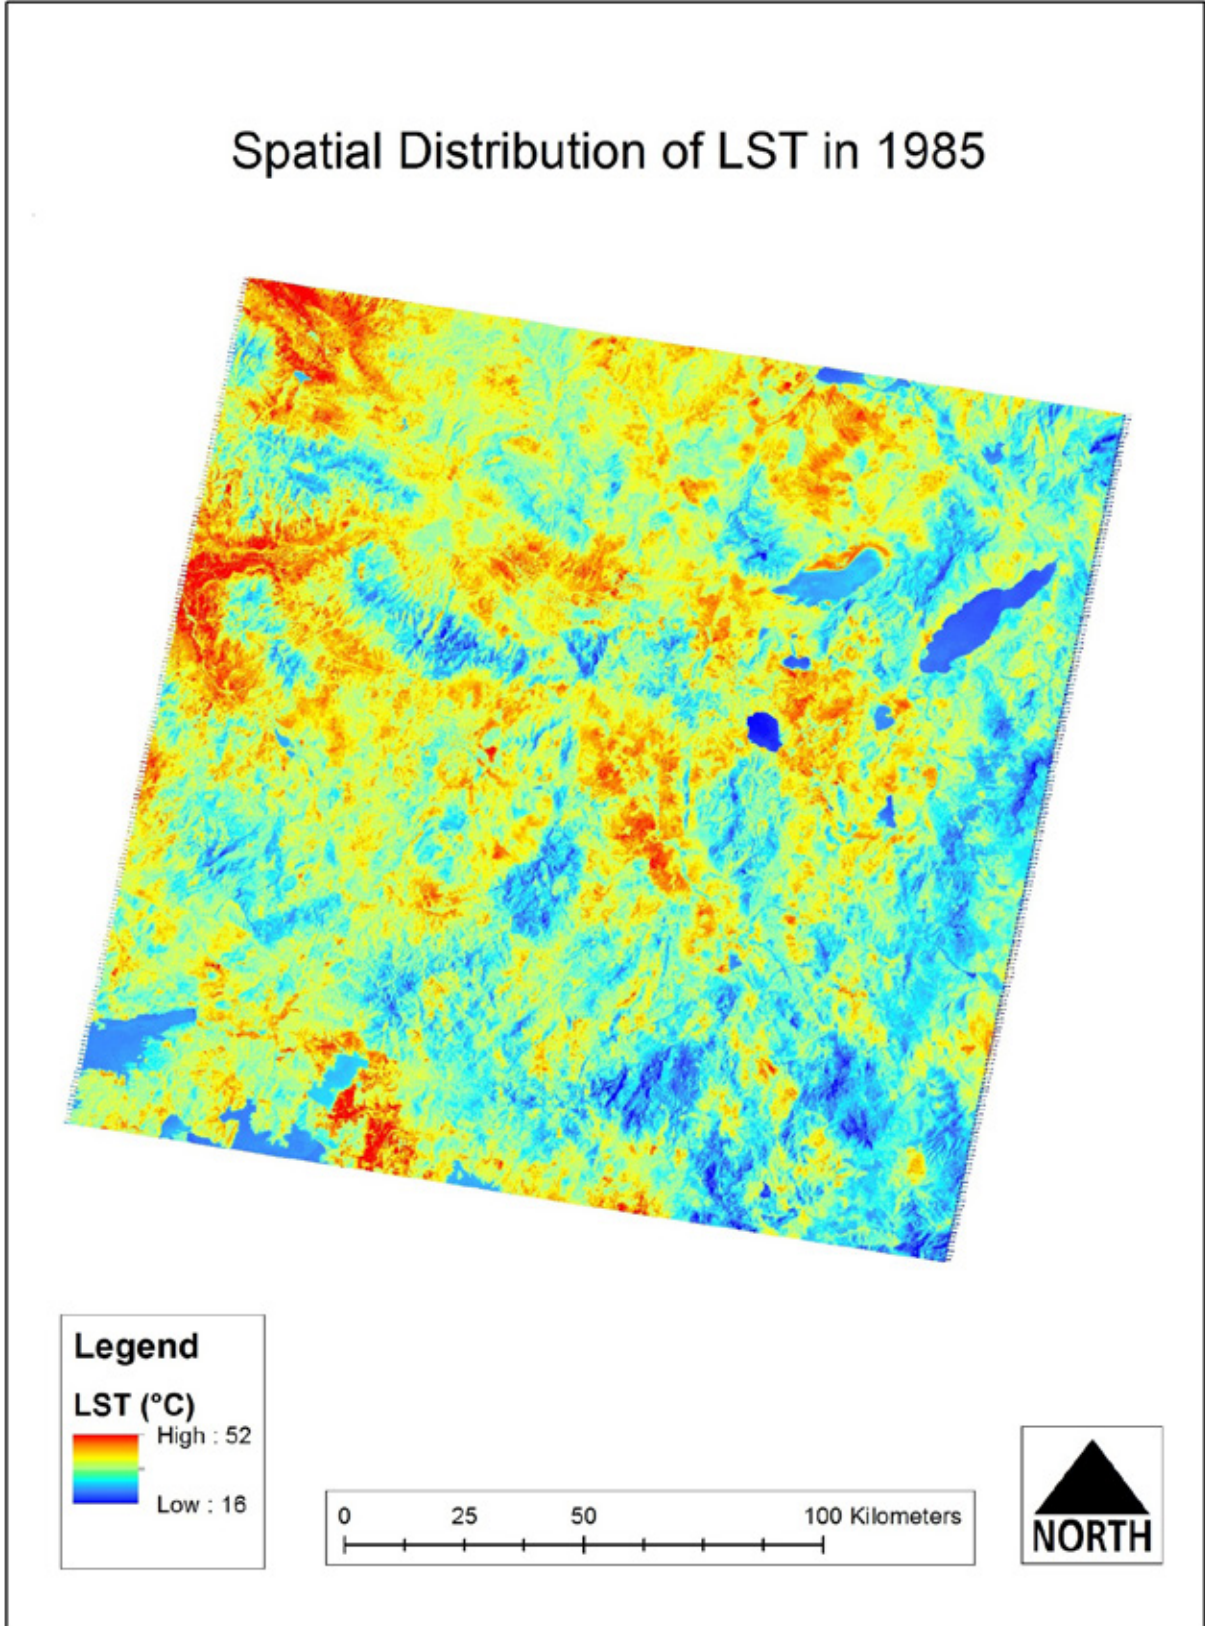 Spatial Distribution of LST in 1985
Legend
LST (°C)
High : 52
Low : 16
0 25 50 100 Kilometers
NORTH